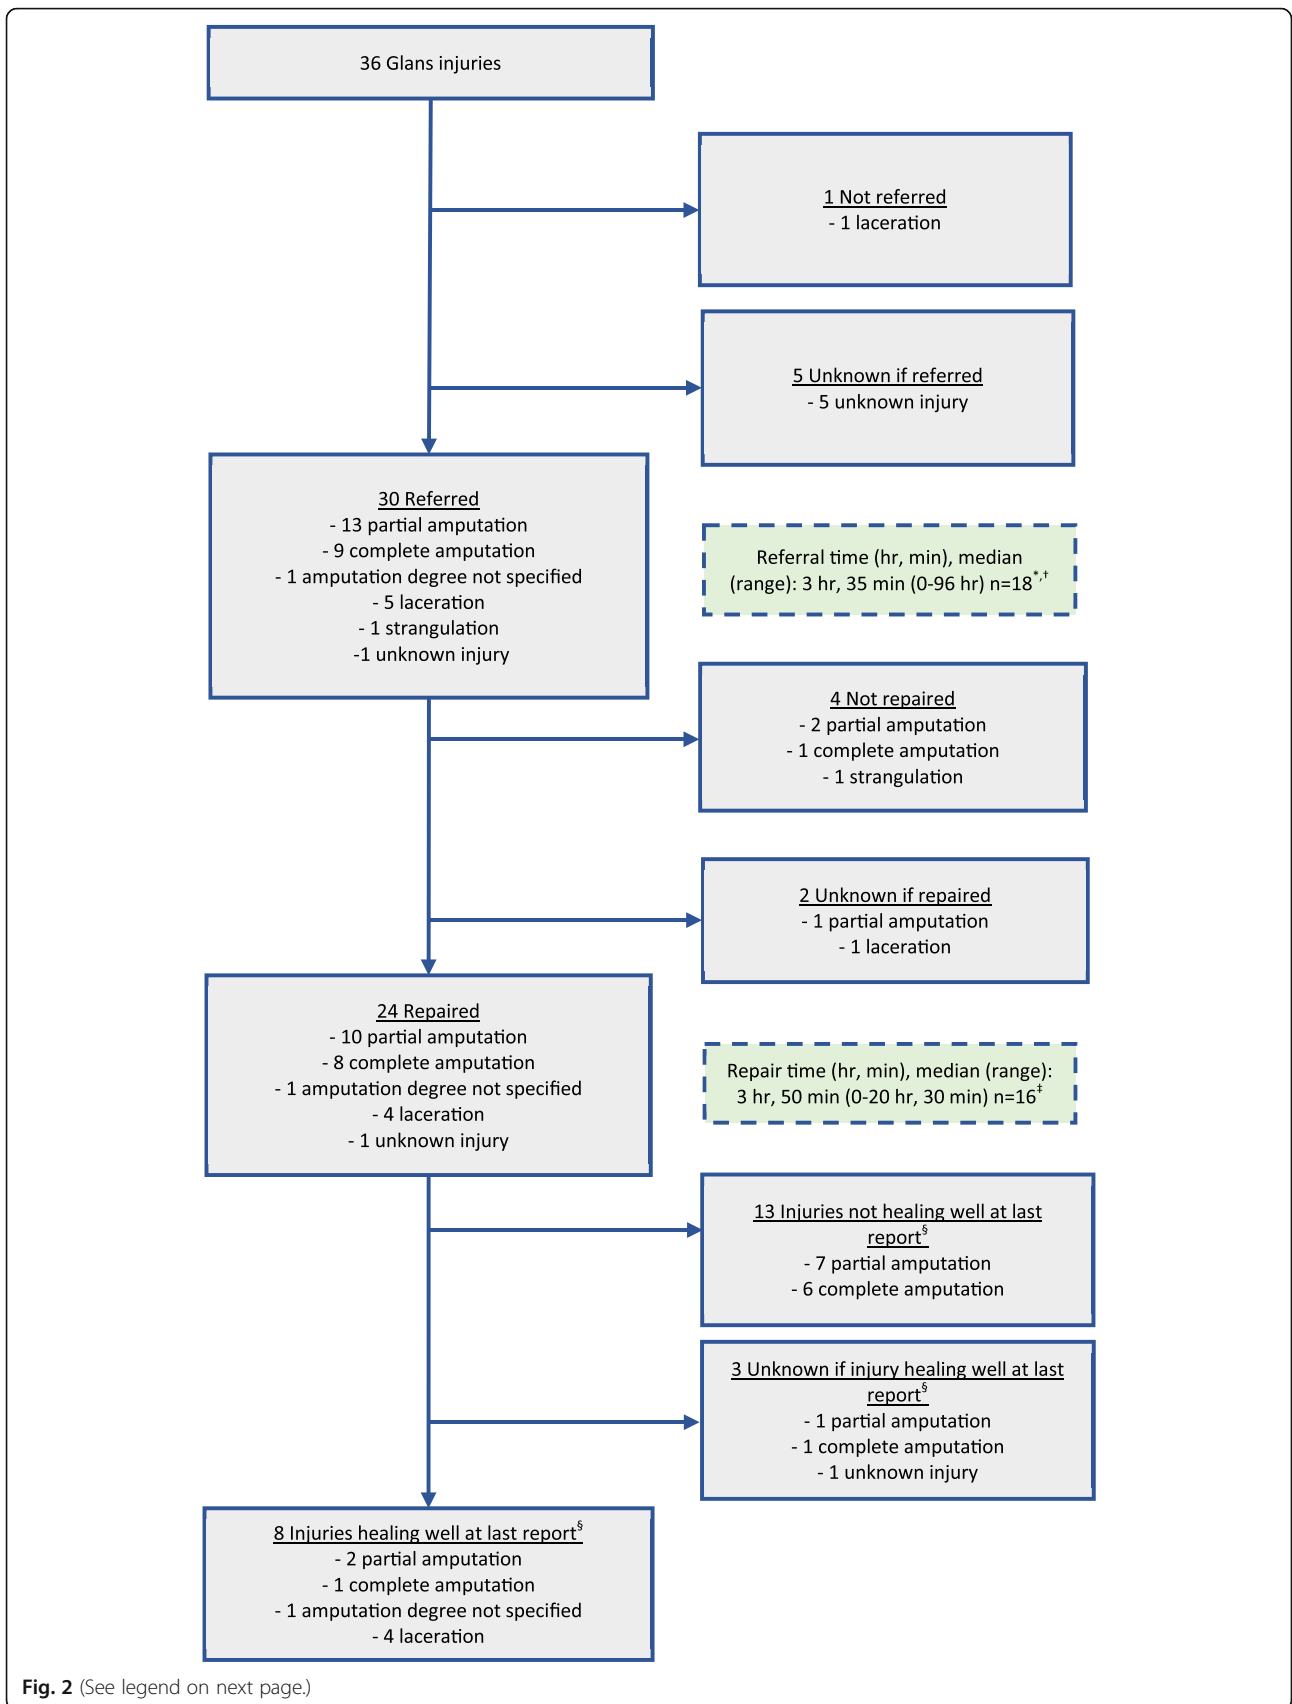 36 Glans injuries
1 Not referred
- 1 laceration
5 Unknown if referred
- 5 unknown injury
30 Referred
- 13 partial amputation
- 9 complete amputation
- 1 amputation degree not specified
- 5 laceration
- 1 strangulation
-1 unknown injury
Referral time (hr, min), median
(range): 3 hr, 35 min (0-96 hr) n=18*,†
4 Not repaired
- 2 partial amputation
- 1 complete amputation
- 1 strangulation
2 Unknown if repaired
- 1 partial amputation
- 1 laceration
24 Repaired
- 10 partial amputation
- 8 complete amputation
- 1 amputation degree not specified
- 4 laceration
- 1 unknown injury
Repair time (hr, min), median (range):
3 hr, 50 min (0-20 hr, 30 min) n=16‡
13 Injuries not healing well at last
report§
- 7 partial amputation
- 6 complete amputation
3 Unknown if injury healing well at last
report§
- 1 partial amputation
- 1 complete amputation
- 1 unknown injury
8 Injuries healing well at last report§
- 2 partial amputation
- 1 complete amputation
- 1 amputation degree not specified
- 4 laceration
Fig. 2 (See legend on next page.)